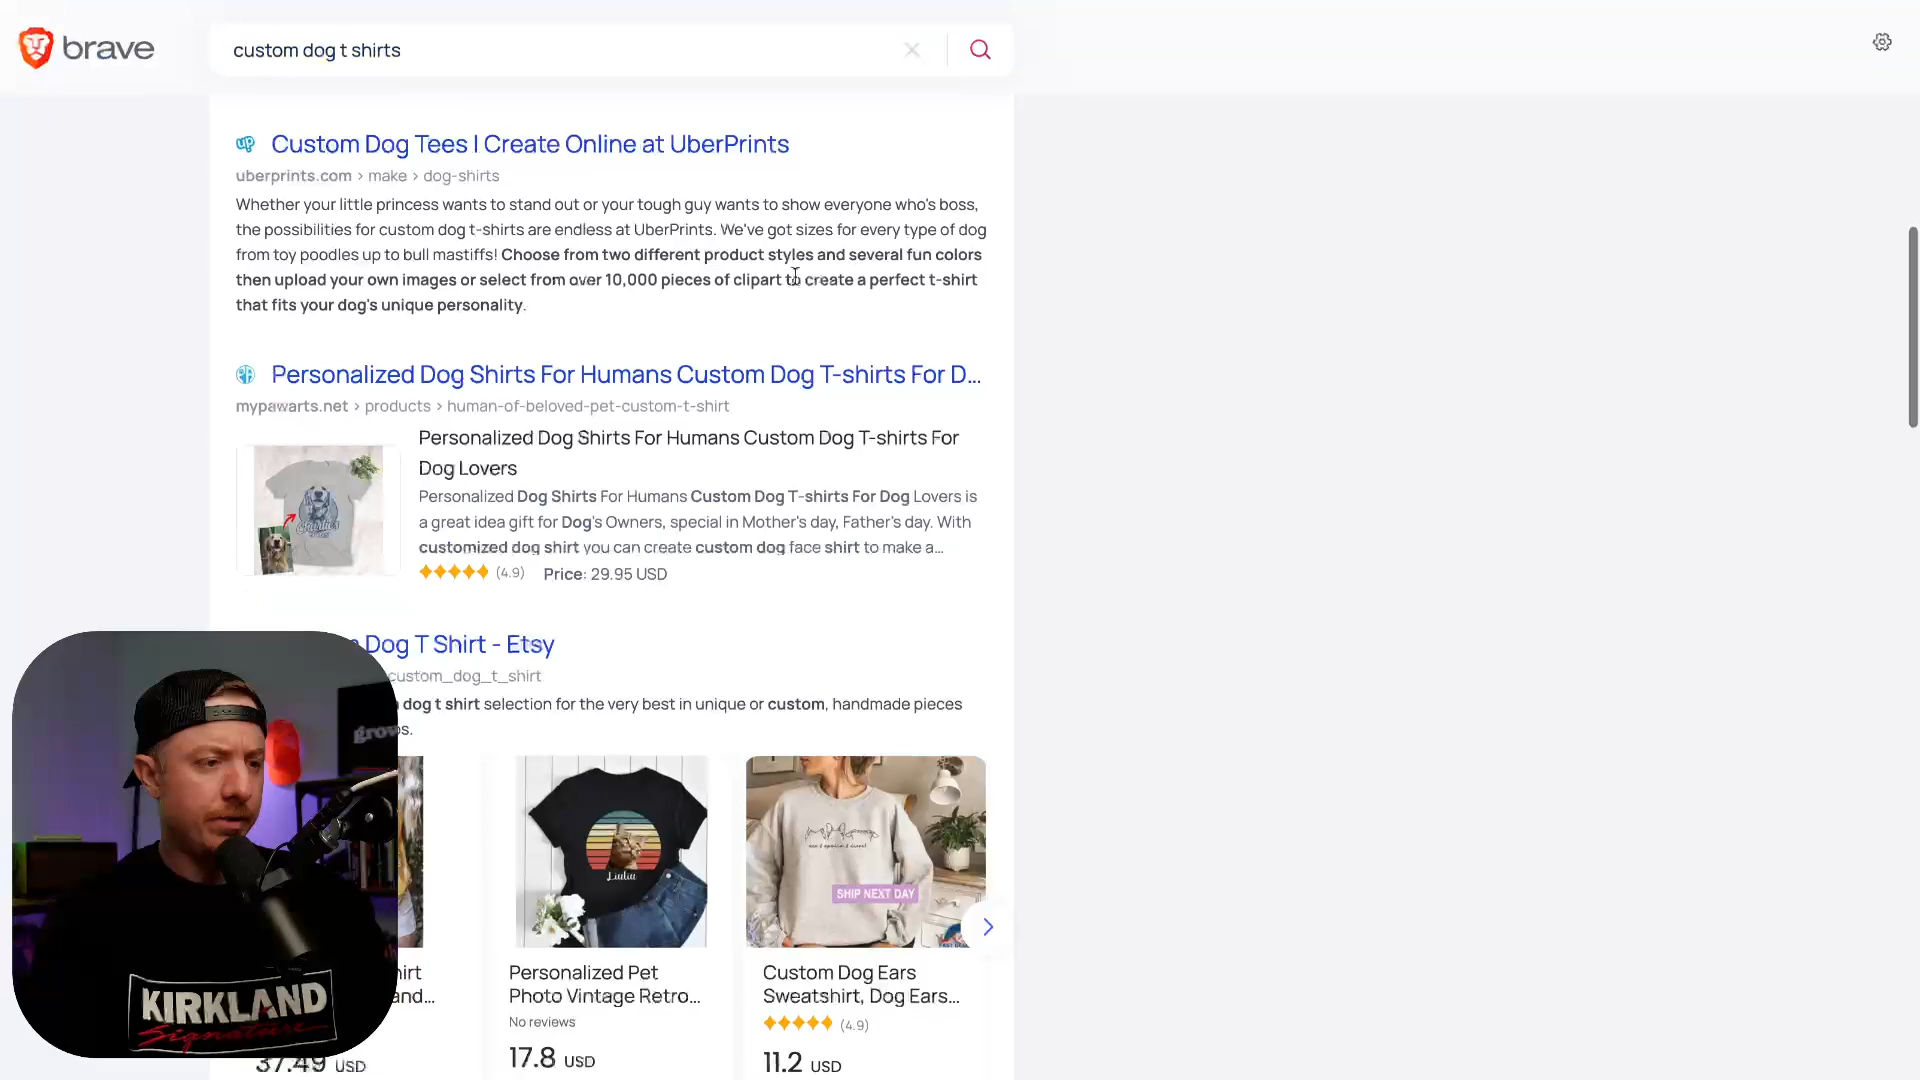 brave
custom dog t shirts
Custom Dog Tees | Create Online at UberPrints
uberprints.com › make › dog-shirts
Whether your little princess wants to stand out or your tough guy wants to show everyone who's boss,
the possibilities for custom dog t-shirts are endless at UberPrints. We've got sizes for every type of dog
from toy poodles up to bull mastiffs! Choose from two different product styles and several fun colors
then upload your own images or select from over 10,000 pieces of clipart to create a perfect t-shirt
that fits your dog's unique personality.
Personalized Dog Shirts For Humans Custom Dog T-shirts For D...
mypawarts.net › products › human-of-beloved-pet-custom-t-shirt
Personalized Dog Shirts For Humans Custom Dog T-shirts For
Dog Lovers
Personalized Dog Shirts For Humans Custom Dog T-shirts For Dog Lovers is
a great idea gift for Dog's Owners, special in Mother's day, Father's day. With
customized dog shirt you can create custom dog face shirt to make a...
(4.9) Price: 29.95 USD
Dog T Shirt - Etsy
custom_dog_t_shirt
dog t shirt selection for the very best in unique or custom, handmade pieces
grows
SHIP NEXT DAY
Personalized Pet
Photo Vintage Retro...
No reviews
17.8 USD
Custom Dog Ears
Sweatshirt, Dog Ears...
(4.9)
11.2 USD
and...
37.49 USD
KIRKLAND
Signature